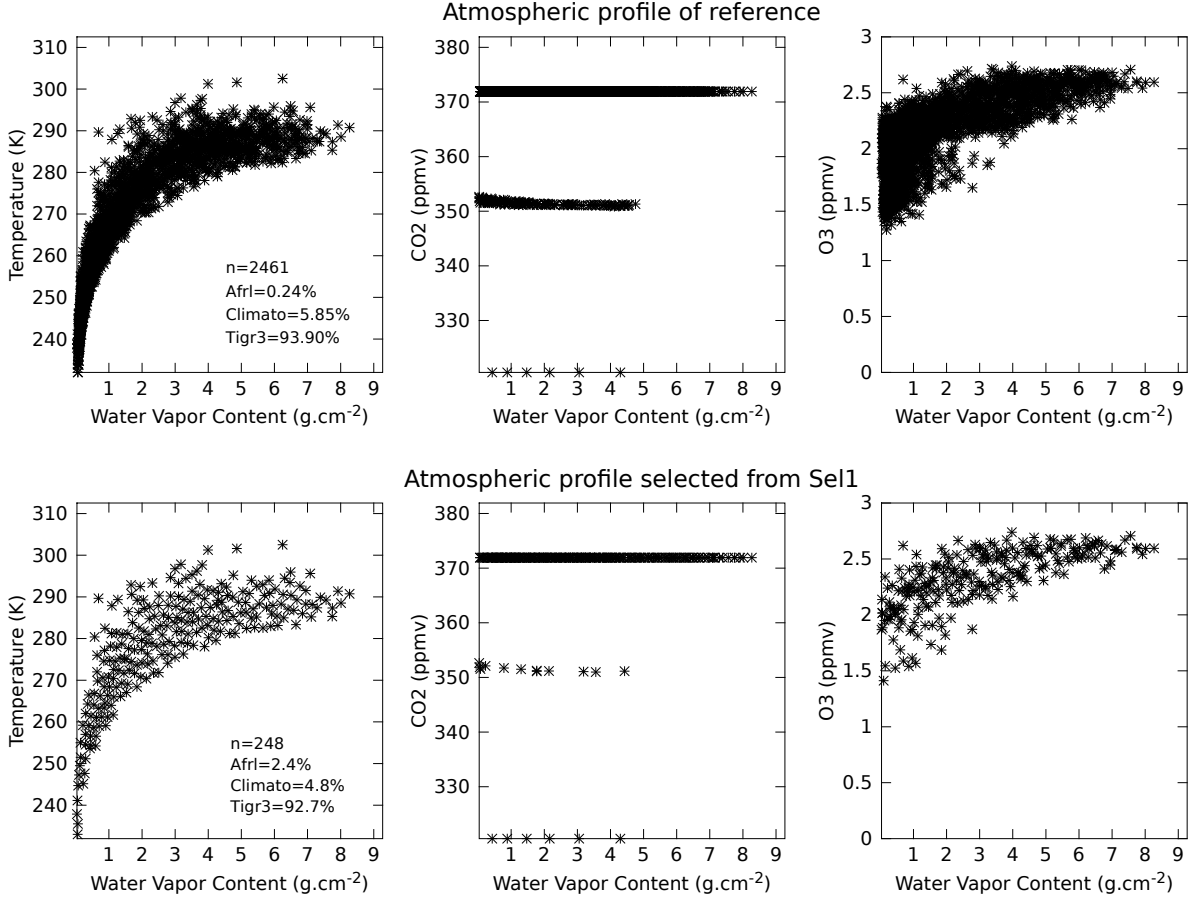 Atmospheric profile of reference
310
300
290
280
270
260
250
240
Temperature (K)
n=2461
Afrl=0.24%
Climato=5.85%
Tigr3=93.90%
1 2 3 4 5 6 7 8 9
Water Vapor Content (g.cm-2)
380
370
360
350
340
330
CO2 (ppmv)
1 2 3 4 5 6 7 8 9
Water Vapor Content (g.cm-2)
3
2.5
2
1.5
1
0.5
0
O3 (ppmv)
1 2 3 4 5 6 7 8 9
Water Vapor Content (g.cm-2)
Atmospheric profile selected from Sel1
310
300
290
280
270
260
250
240
Temperature (K)
n=248
Afrl=2.4%
Climato=4.8%
Tigr3=92.7%
1 2 3 4 5 6 7 8 9
Water Vapor Content (g.cm-2)
380
370
360
350
340
330
CO2 (ppmv)
1 2 3 4 5 6 7 8 9
Water Vapor Content (g.cm-2)
3
2.5
2
1.5
1
0.5
0
O3 (ppmv)
1 2 3 4 5 6 7 8 9
Water Vapor Content (g.cm-2)